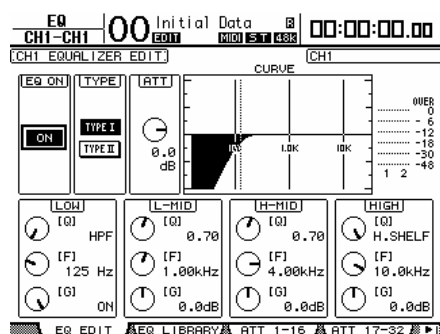 EQ
CH1-CH1
00 Initial Data
EDIT
MIDI ST 48K
00:00:00.00
CH1 EQUALIZER EDIT
CH1
EQ ON
TYPE
ATT
CURVE
ON
TYPE I
TYPE II
0.0
dB
100
1.0K
10K
OVER
0
- 6
-12
-18
-30
-48
1 2
LOW
L-MID
H-MID
HIGH
[Q]
HPF
[Q]
0.70
[Q]
0.70
[Q]
H.SHELF
[F]
125 Hz
[F]
1.00kHz
[F]
4.00kHz
[F]
10.0kHz
[G]
ON
[G]
0.0dB
[G]
0.0dB
[G]
0.0dB
EQ EDIT
EQ LIBRARY
ATT 1-16
ATT 17-32